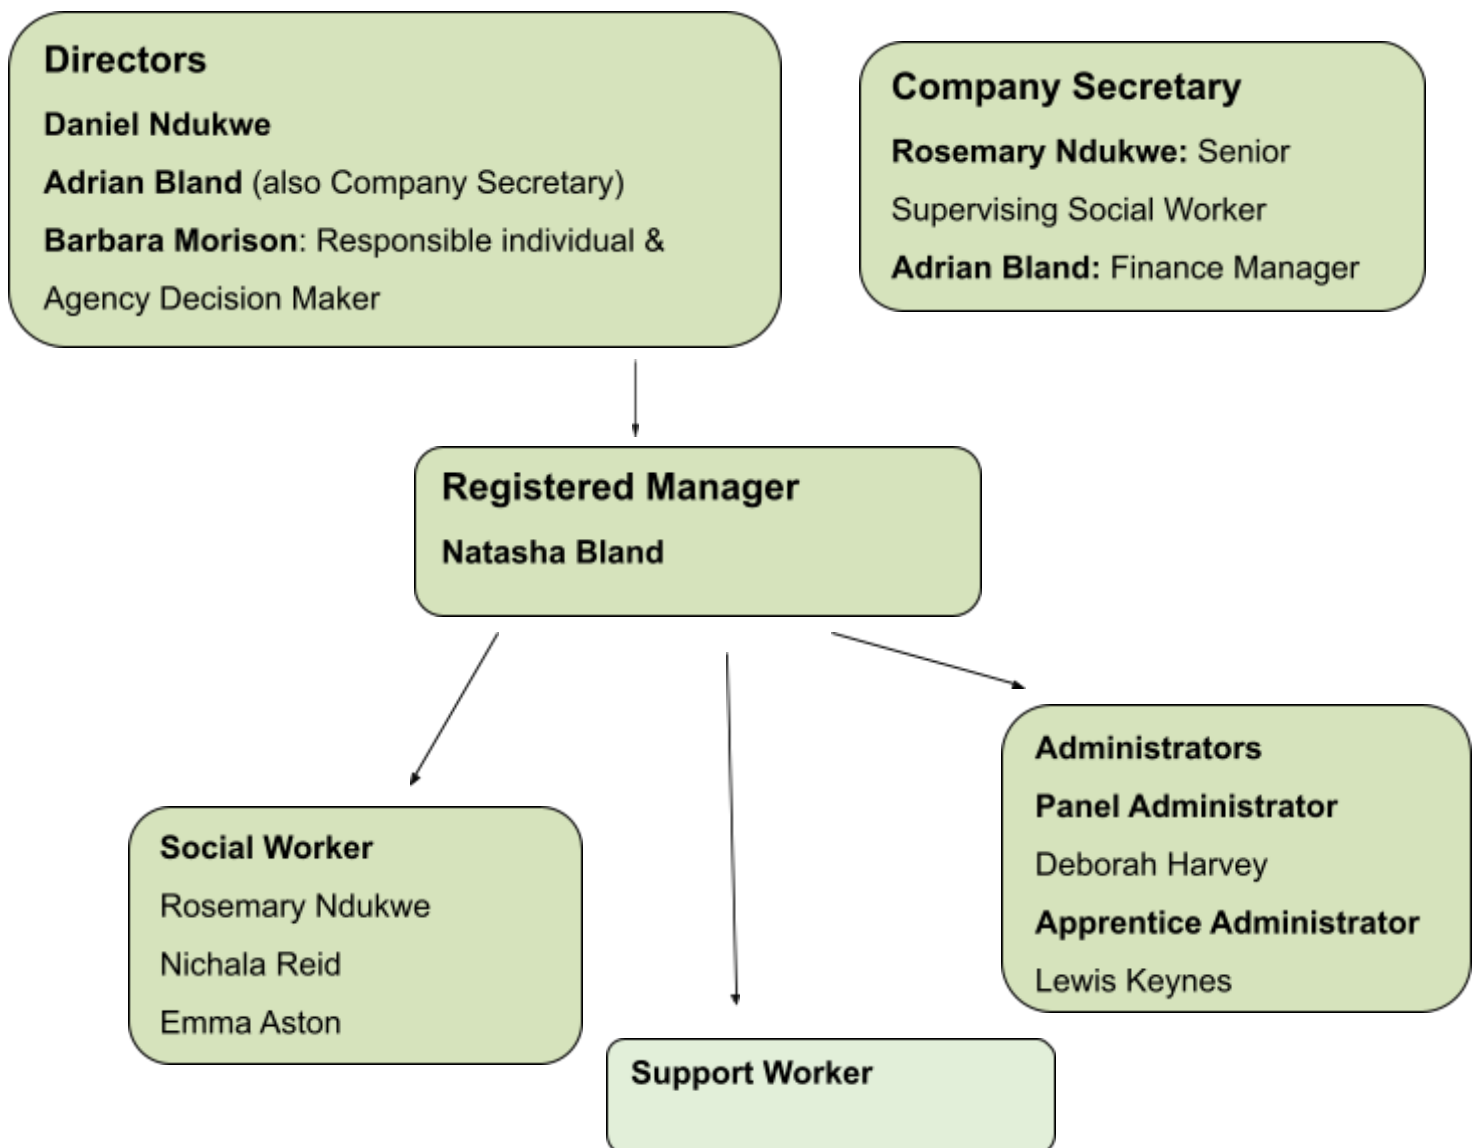 Directors
Daniel Ndukwe
Adrian Bland (also Company Secretary)
Barbara Morison: Responsible individual &
Agency Decision Maker
Company Secretary
Rosemary Ndukwe: Senior
Supervising Social Worker
Adrian Bland: Finance Manager
Registered Manager
Natasha Bland
Social Worker
Rosemary Ndukwe
Nichala Reid
Emma Aston
Support Worker
Administrators
Panel Administrator
Deborah Harvey
Apprentice Administrator
Lewis Keynes